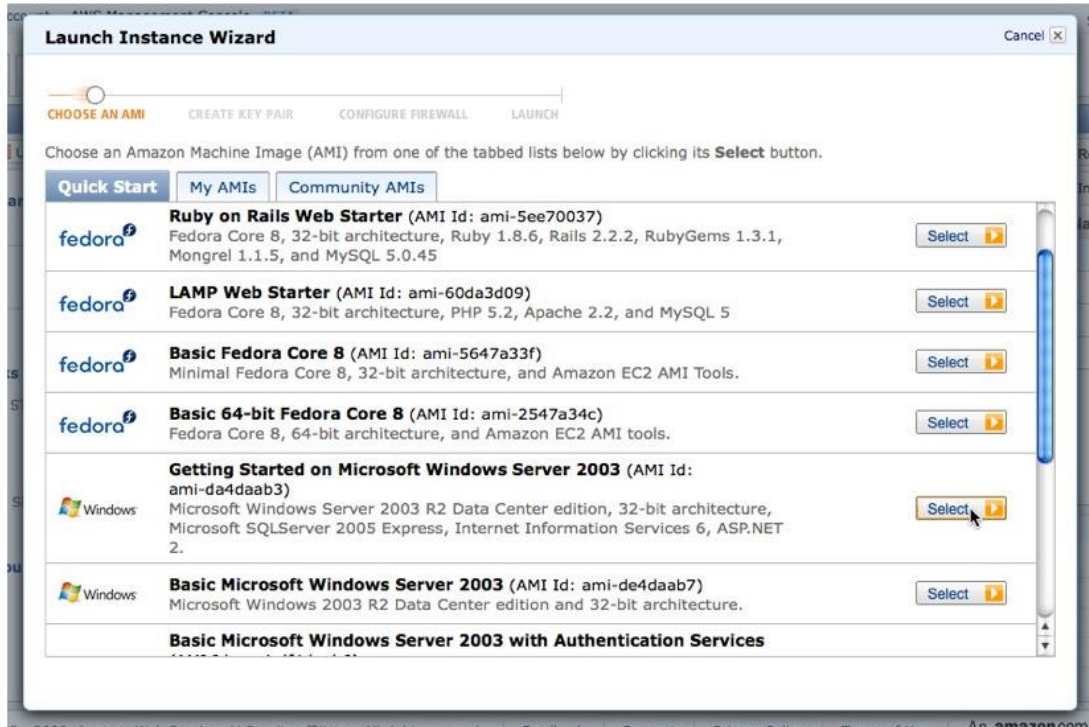 AWS Management Console BETA
Launch Instance Wizard
Cancel
CHOOSE AN AMI
CREATE KEY PAIR
CONFIGURE FIREWALL
LAUNCH
Choose an Amazon Machine Image (AMI) from one of the tabbed lists below by clicking its Select button.
Quick Start
My AMIs
Community AMIs
fedora
Ruby on Rails Web Starter (AMI Id: ami-5ee70037)
Fedora Core 8, 32-bit architecture, Ruby 1.8.6, Rails 2.2.2, RubyGems 1.3.1,
Mongrel 1.1.5, and MySQL 5.0.45
Select
fedora
LAMP Web Starter (AMI Id: ami-60da3d09)
Fedora Core 8, 32-bit architecture, PHP 5.2, Apache 2.2, and MySQL 5
Select
fedora
Basic Fedora Core 8 (AMI Id: ami-5647a33f)
Minimal Fedora Core 8, 32-bit architecture, and Amazon EC2 AMI Tools.
Select
fedora
Basic 64-bit Fedora Core 8 (AMI Id: ami-2547a34c)
Fedora Core 8, 64-bit architecture, and Amazon EC2 AMI tools.
Select
Windows
Getting Started on Microsoft Windows Server 2003 (AMI Id:
ami-da4daab3)
Microsoft Windows Server 2003 R2 Data Center edition, 32-bit architecture,
Microsoft SQLServer 2005 Express, Internet Information Services 6, ASP.NET
2.
Select
Windows
Basic Microsoft Windows Server 2003 (AMI Id: ami-de4daab7)
Microsoft Windows 2003 R2 Data Center edition and 32-bit architecture.
Select
Basic Microsoft Windows Server 2003 with Authentication Services
An amazon.com